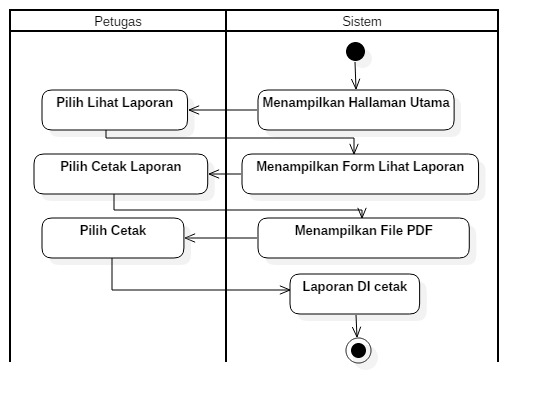 Petugas
Sistem
Pilih Lihat Laporan
Menampilkan Hallaman Utama
Pilih Cetak Laporan
Menampilkan Form Lihat Laporan
Pilih Cetak
Menampilkan File PDF
Laporan DI cetak